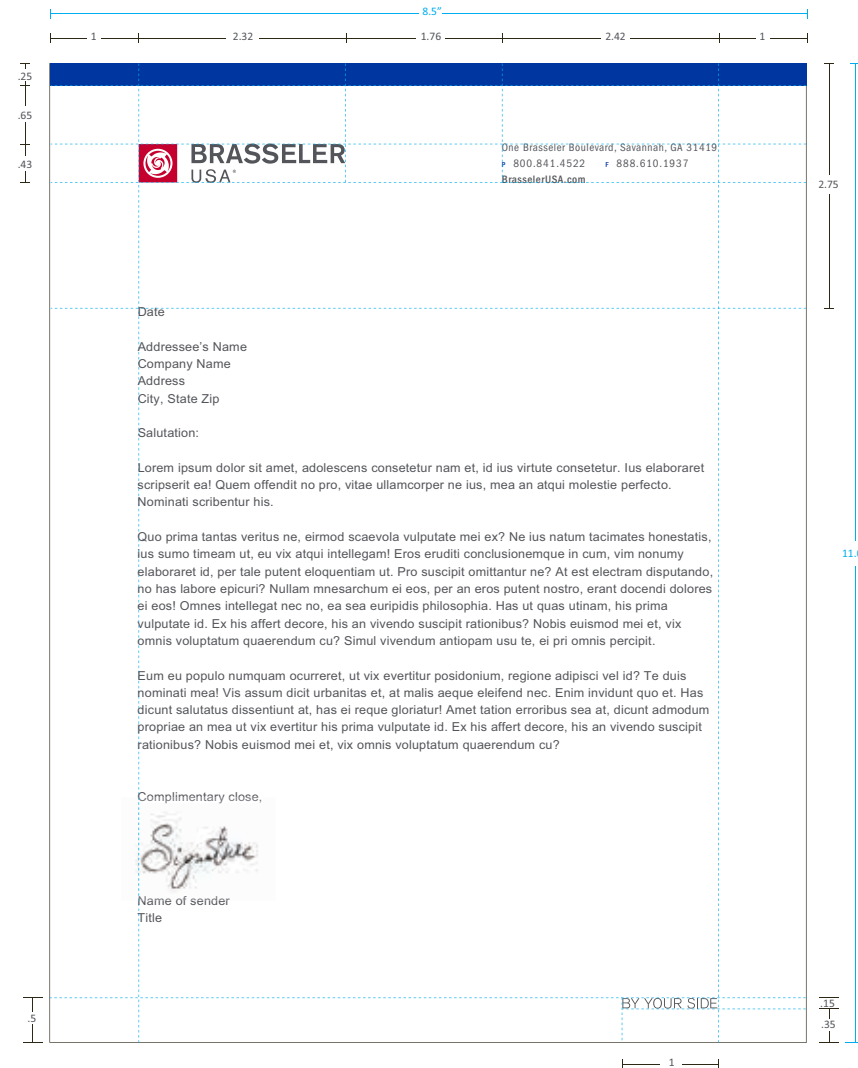 8.5"
1 2.32 1.76 2.42 1
.25
.65
.43
BRASSELER
USA®
One Brasseler Boulevard, Savannah, GA 31419
P 800.841.4522 F 888.610.1937
BrasselerUSA.com
2.75
Date
Addressee's Name
Company Name
Address
City, State Zip
Salutation:
Lorem ipsum dolor sit amet, adolescens consetetur nam et, id ius virtute consetetur. Ius elaboraret
scripserit ea! Quem offendit no pro, vitae ullamcorper ne ius, mea an atqui molestie perfecto.
Nominati scribentur his.
Quo prima tantas veritus ne, eirmod scaevola vulputate mei ex? Ne ius natum tacimates honestatis,
ius sumo timeam ut, eu vix atqui intellegam! Eros eruditi conclusionemque in cum, vim nonumy
elaboraret id, per tale putent eloquentiam ut. Pro suscipit omittantur ne? At est electram disputando,
no has labore epicuri? Nullam mnesarchum ei eos, per an eros putent nostro, erant docendi dolores
ei eos! Omnes intellegat nec no, ea sea euripidis philosophia. Has ut quas utinam, his prima
vulputate id. Ex his affert decore, his an vivendo suscipit rationibus? Nobis euismod mei et, vix
omnis voluptatum quaerendum cu? Simul vivendum antiopam usu te, ei pri omnis percipit.
Eum eu populo numquam ocurreret, ut vix evertitur posidonium, regione adipisci vel id? Te duis
nominati mea! Vis assum dicit urbanitas et, at malis aeque eleifend nec. Enim invidunt quo et. Has
dicunt salutatus dissentiunt at, has ei reque gloriatur! Amet tation erroribus sea at, dicunt admodum
propriae an mea ut vix evertitur his prima vulputate id. Ex his affert decore, his an vivendo suscipit
rationibus? Nobis euismod mei et, vix omnis voluptatum quaerendum cu?
Complimentary close,
Signature
Name of sender
Title
BY YOUR SIDE
.5
.15
.35
1